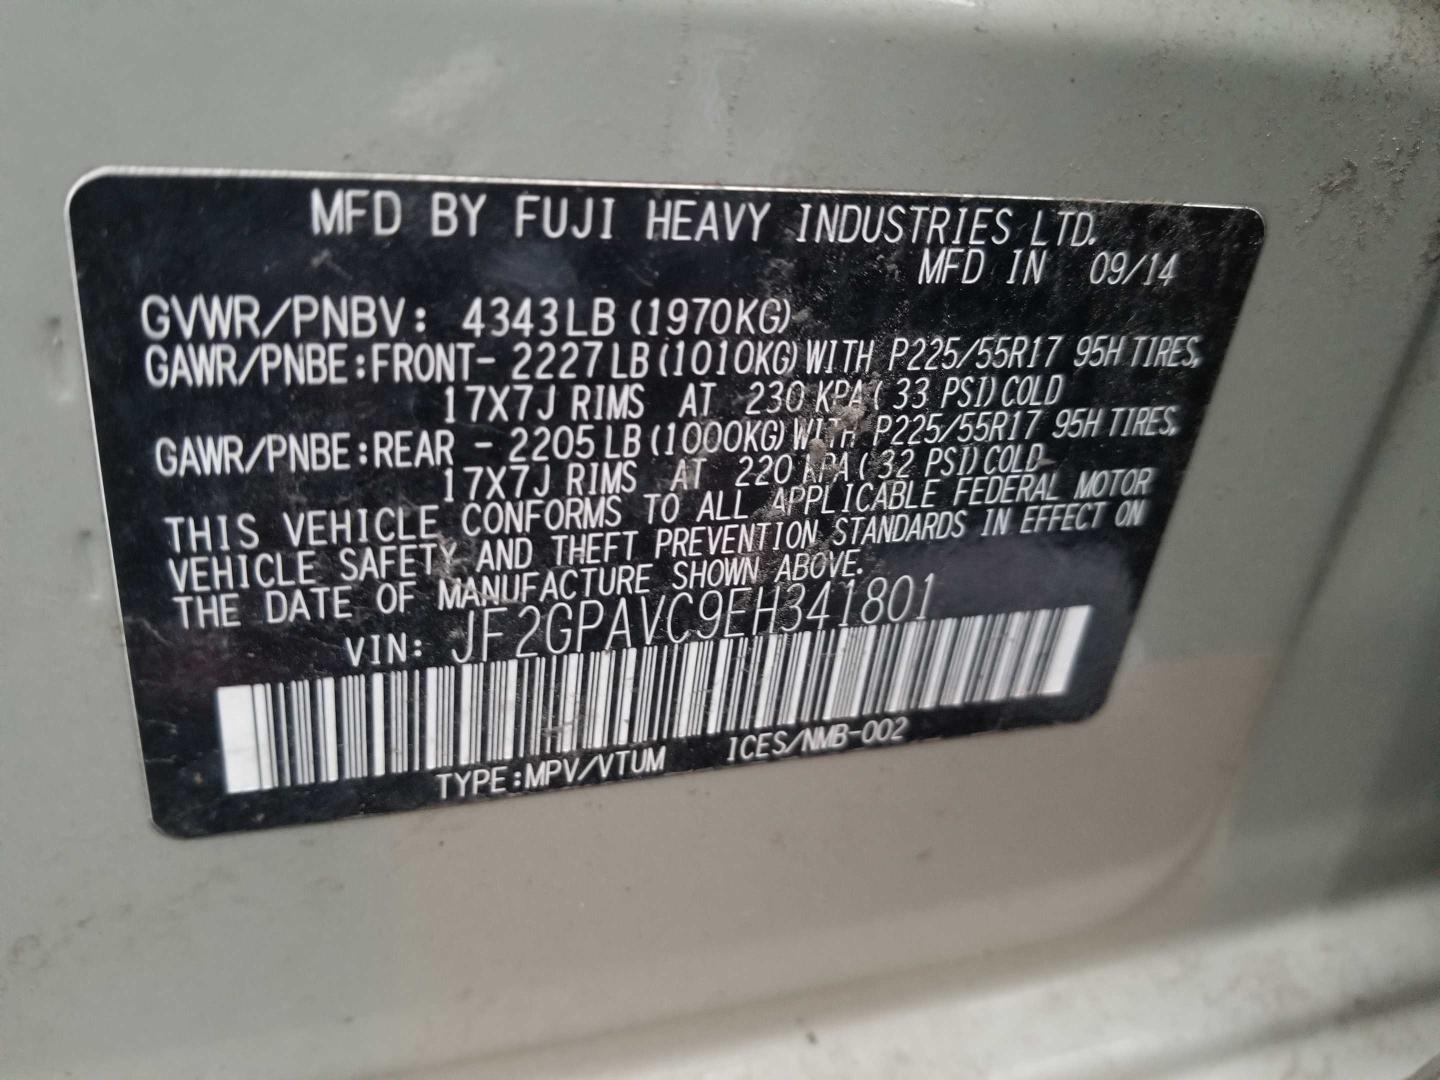 MFD BY FUJI HEAVY INDUSTRIES LTD.
MFD IN 09/14
GVWR/PNBV: 4343LB (1970KG)
GAWR/PNBE:FRONT- 2227LB (1010KG) WITH P225/55R17 95H TIRES,
17X7J RIMS AT 230 KPA( 33 PSI) COLD
GAWR/PNBE:REAR - 2205LB (1000KG) WITH P225/55R17 95H TIRES,
17X7J RIMS AT 220 KPA( 32 PSI) COLD
THIS VEHICLE CONFORMS TO ALL APPLICABLE FEDERAL MOTOR
VEHICLE SAFETY AND THEFT PREVENTION STANDARDS IN EFFECT ON
THE DATE OF MANUFACTURE SHOWN ABOVE.
VIN: JF2GPAVC9EH341801
TYPE:MPV/VTUM ICES/NMB-002